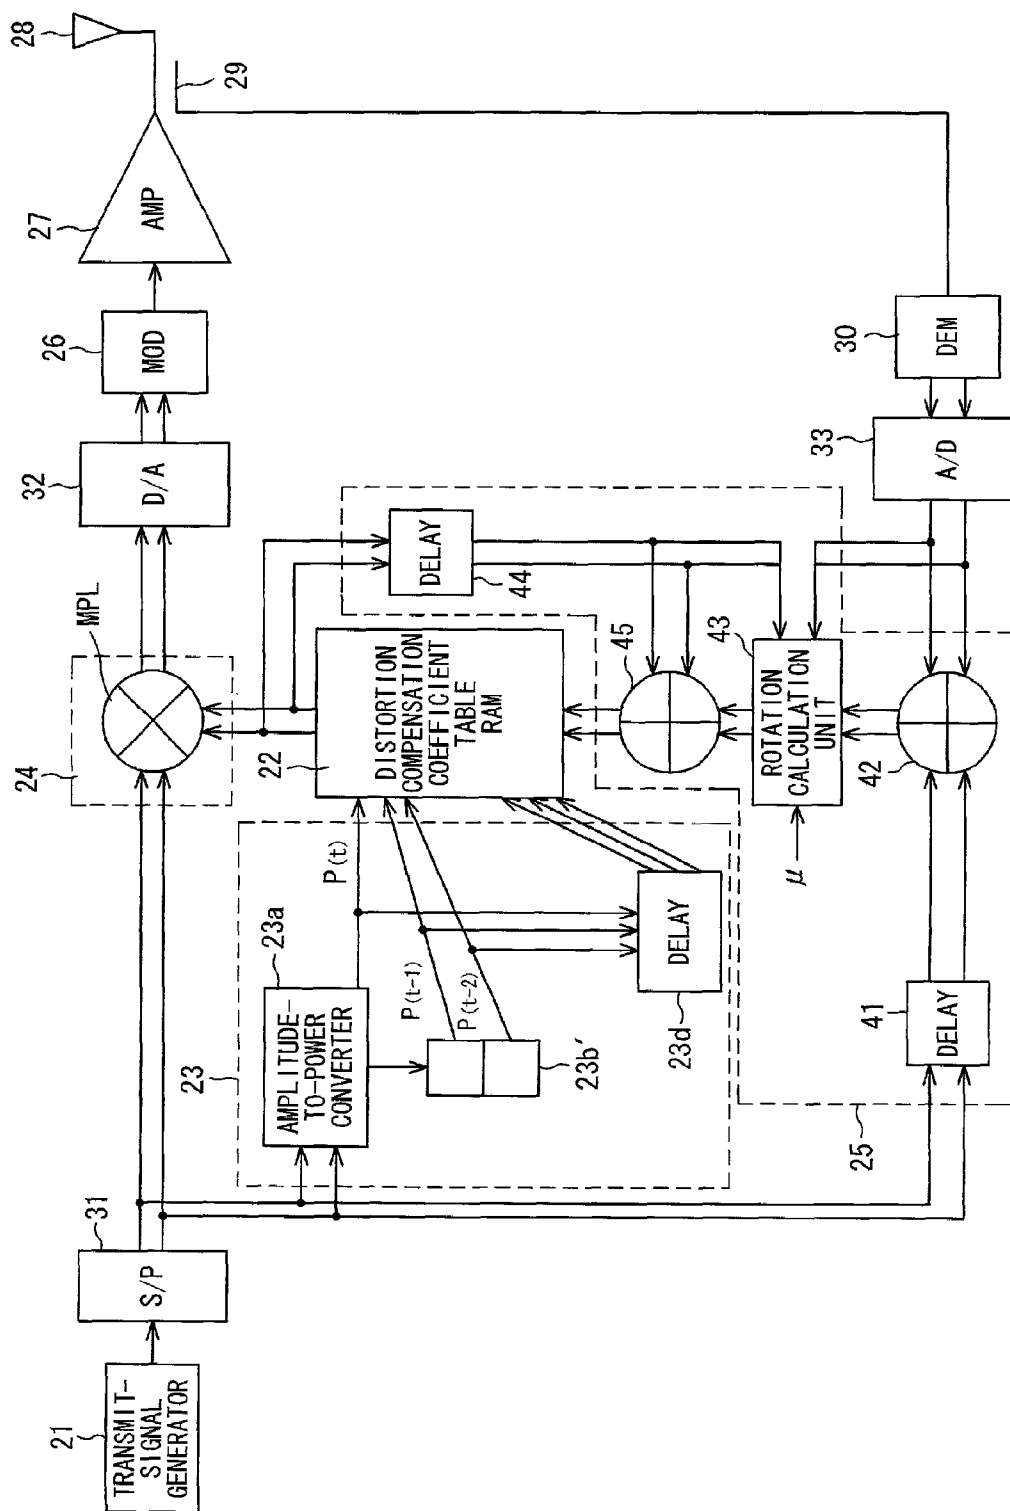 21
TRANSMIT-
SIGNAL
GENERATOR
31
S/P
24
MPL
32
D/A
26
MOD
27
AMP
28
29
23
23a
AMPLITUDE-
TO-POWER
CONVERTER
P(t)
P(t-1)
P(t-2)
23b'
23d
DELAY
22
DISTORTION
COMPENSATION
COEFFICIENT
TABLE
RAM
DELAY
44
45
43
ROTATION
CALCULATION
UNIT
μ
42
41
DELAY
25
30
DEM
33
A/D